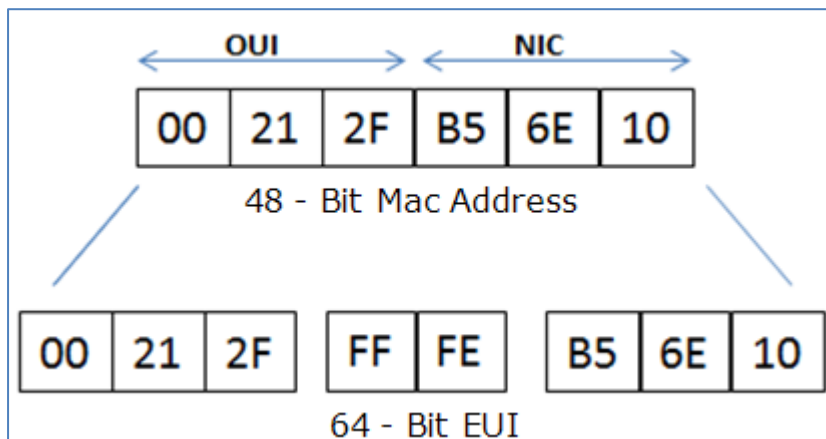 OUI NIC
00 21 2F B5 6E 10
48 - Bit Mac Address
00 21 2F FF FE B5 6E 10
64 - Bit EUI